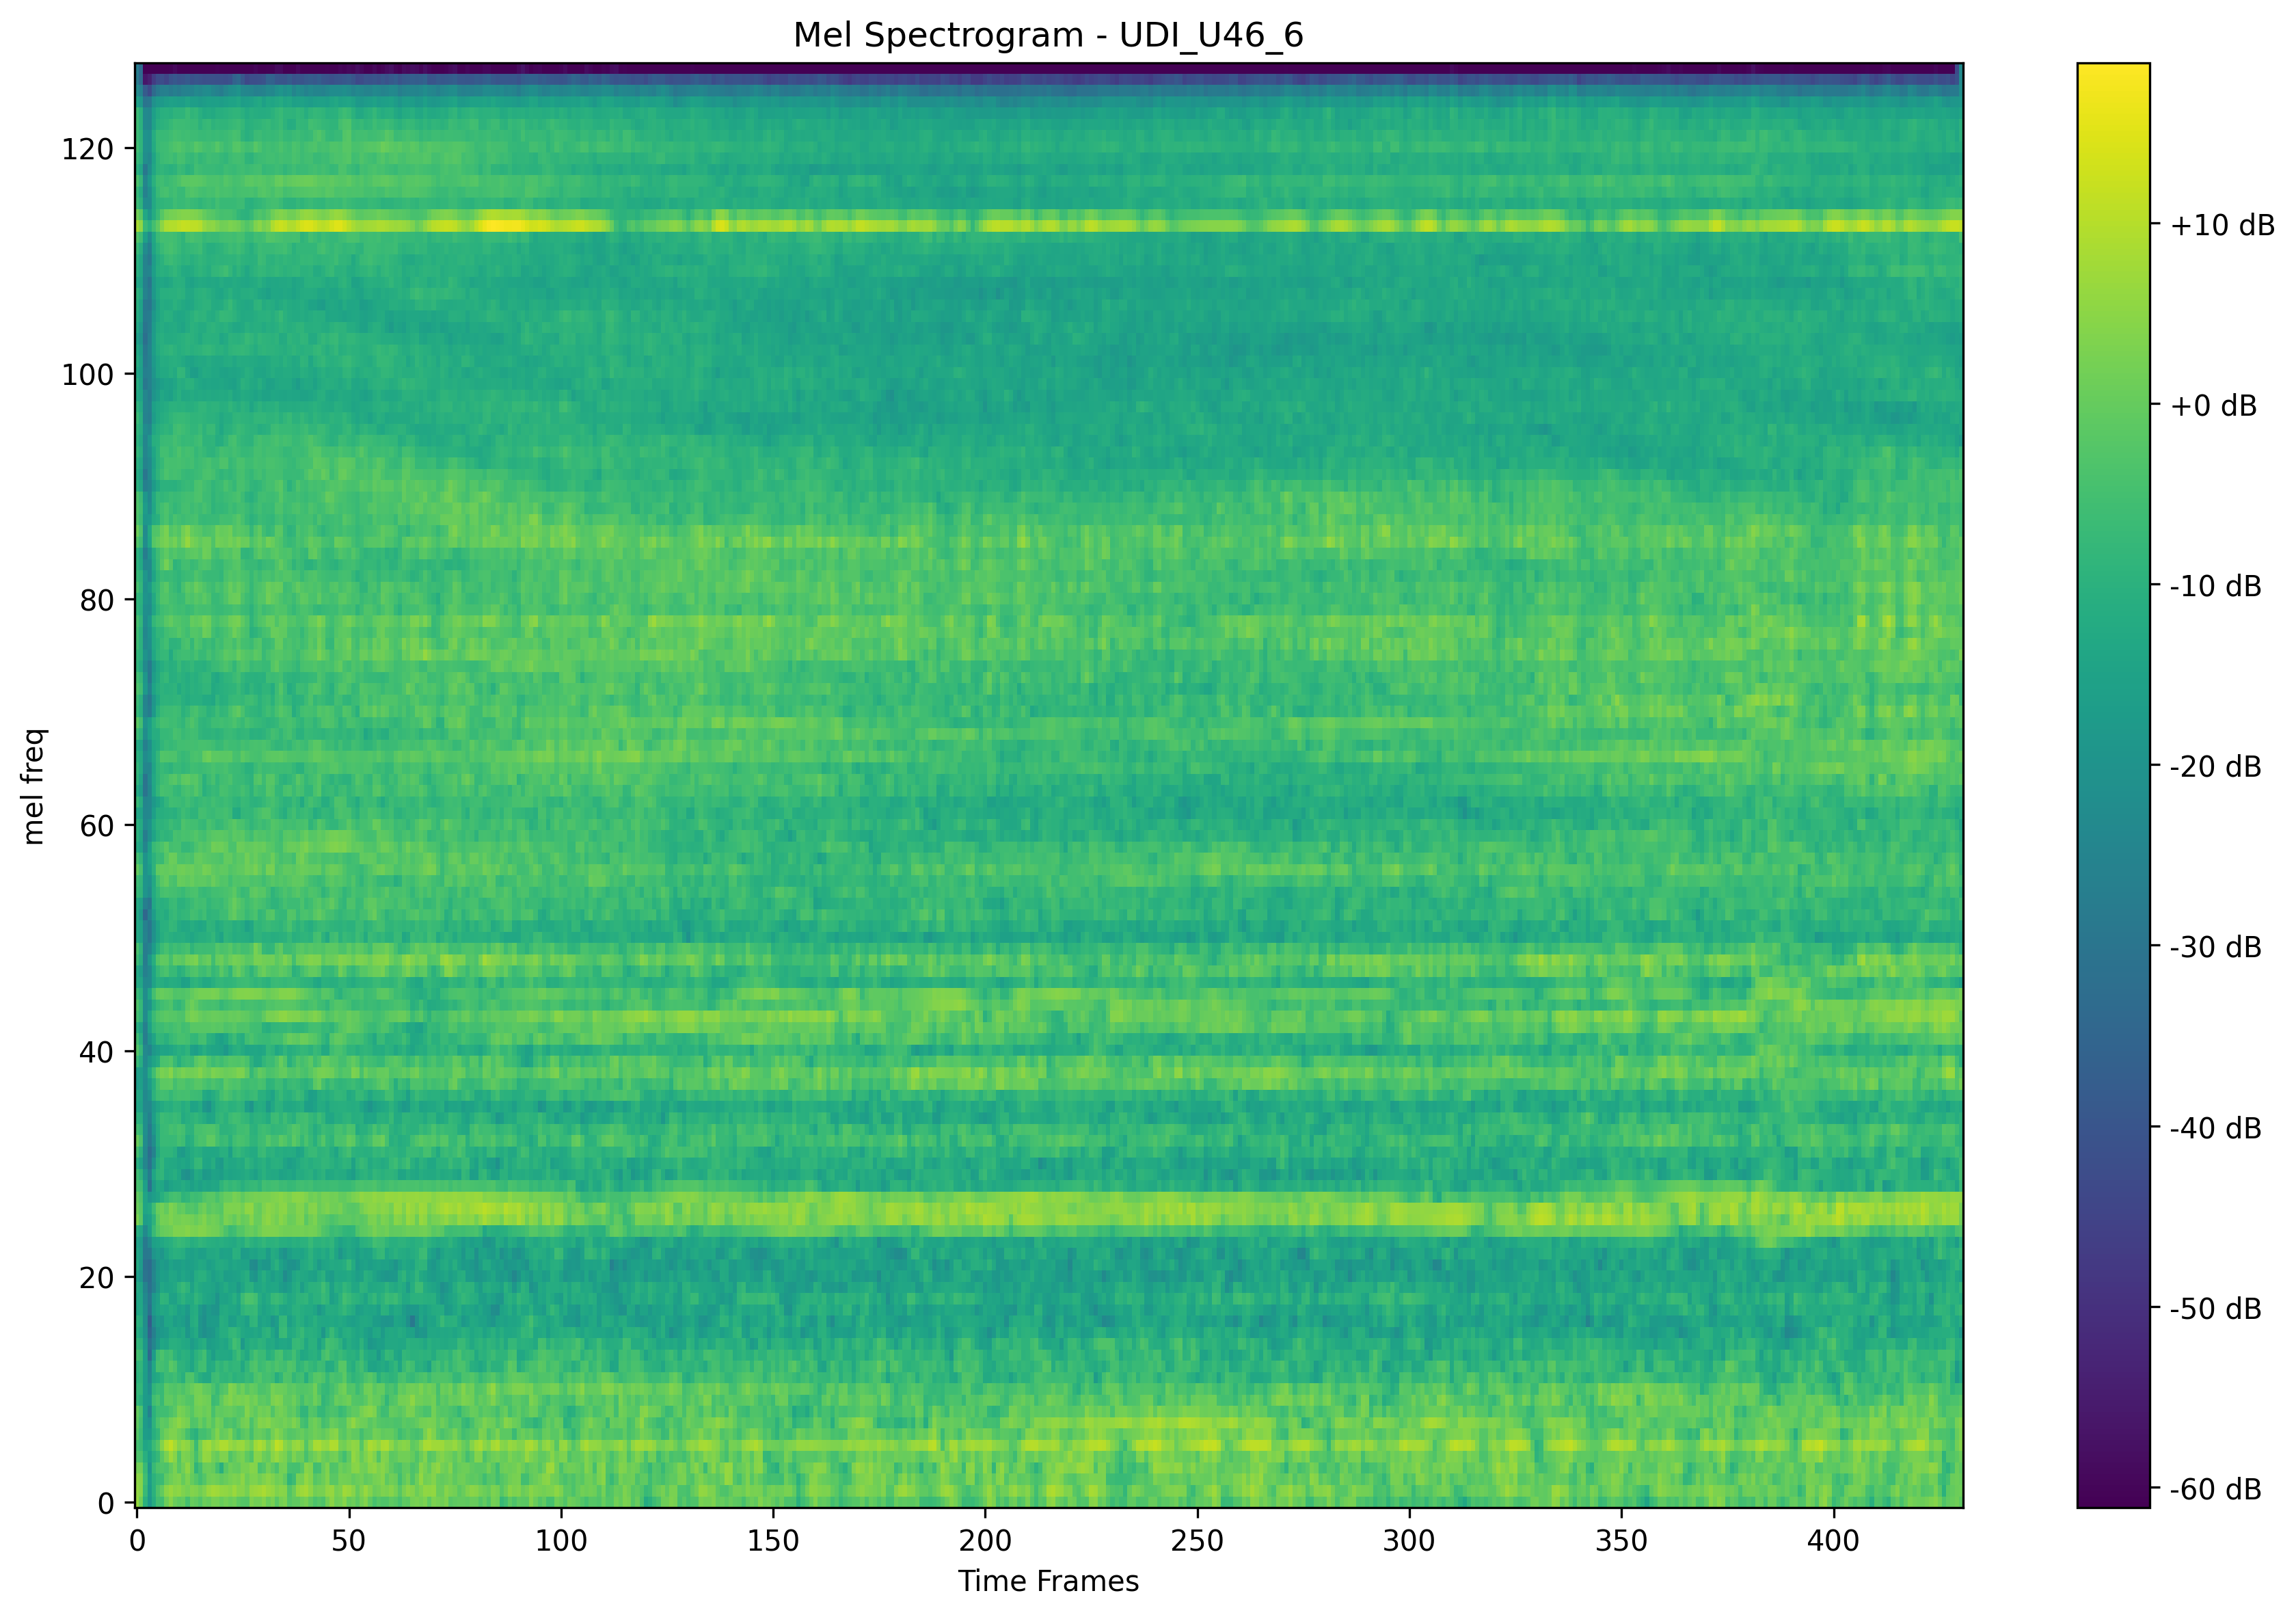 Mel Spectrogram - UDI_U46_6
mel freq
120
100
80
60
40
20
0
0 50 100 150 200 250 300 350 400
Time Frames
+10 dB
+0 dB
-10 dB
-20 dB
-30 dB
-40 dB
-50 dB
-60 dB